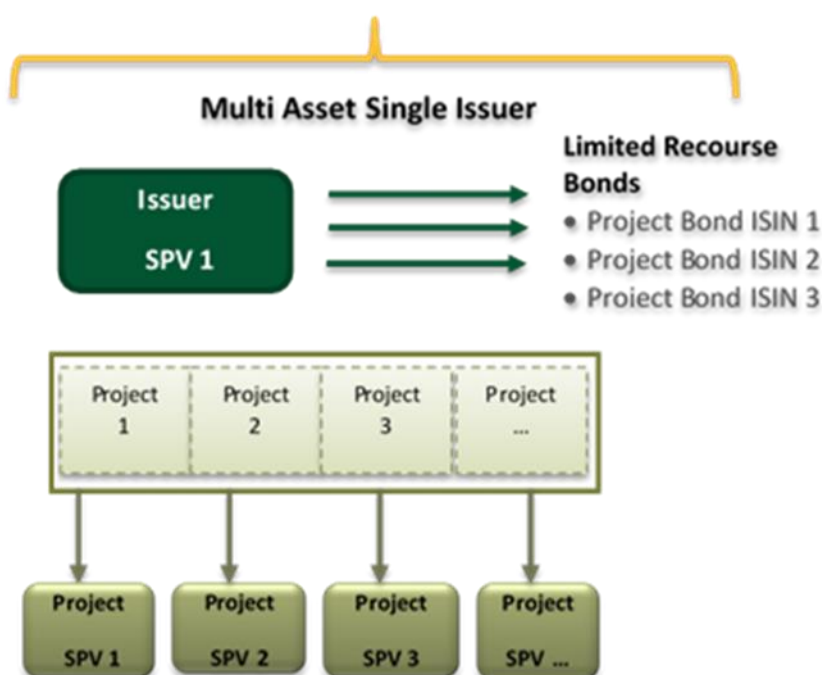 Multi Asset Single Issuer
Issuer
SPV 1
Limited Recourse
Bonds
• Project Bond ISIN 1
• Project Bond ISIN 2
• Project Bond ISIN 3
Project
1
Project
2
Project
3
Project
...
Project
SPV 1
Project
SPV 2
Project
SPV 3
Project
SPV ...